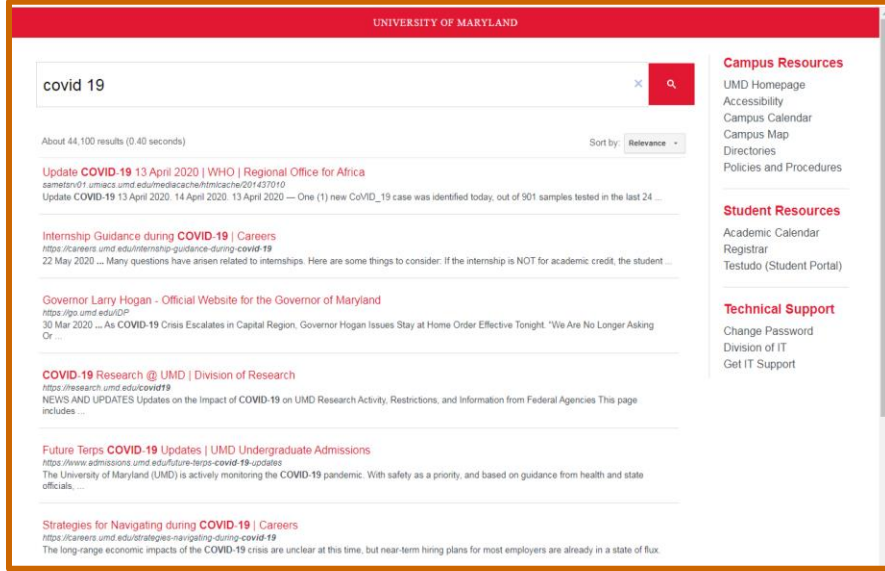 UNIVERSITY OF MARYLAND
covid 19
About 44,100 results (0.40 seconds)
Sort by: Relevance
Update COVID-19 13 April 2020 | WHO | Regional Office for Africa
sametsrv01.umiacs.umd.edu/mediacache/htmlcache/201437010
Update COVID-19 13 April 2020. 14 April 2020. 13 April 2020 — One (1) new CoVID_19 case was identified today, out of 901 samples tested in the last 24 ...
Internship Guidance during COVID-19 | Careers
https://careers.umd.edu/internship-guidance-during-covid-19
22 May 2020 ... Many questions have arisen related to internships. Here are some things to consider: If the internship is NOT for academic credit, the student ...
Governor Larry Hogan - Official Website for the Governor of Maryland
https://go.umd.edu/iDP
30 Mar 2020 ... As COVID-19 Crisis Escalates in Capital Region, Governor Hogan Issues Stay at Home Order Effective Tonight. "We Are No Longer Asking
Or ...
COVID-19 Research @ UMD | Division of Research
https://research.umd.edu/covid19
NEWS AND UPDATES Updates on the Impact of COVID-19 on UMD Research Activity, Restrictions, and Information from Federal Agencies This page
includes ...
Future Terps COVID-19 Updates | UMD Undergraduate Admissions
https://www.admissions.umd.edu/future-terps-covid-19-updates
The University of Maryland (UMD) is actively monitoring the COVID-19 pandemic. With safety as a priority, and based on guidance from health and state
officials, ...
Strategies for Navigating during COVID-19 | Careers
https://careers.umd.edu/strategies-navigating-during-covid-19
The long-range economic impacts of the COVID-19 crisis are unclear at this time, but near-term hiring plans for most employers are already in a state of flux.
Campus Resources
UMD Homepage
Accessibility
Campus Calendar
Campus Map
Directories
Policies and Procedures
Student Resources
Academic Calendar
Registrar
Testudo (Student Portal)
Technical Support
Change Password
Division of IT
Get IT Support